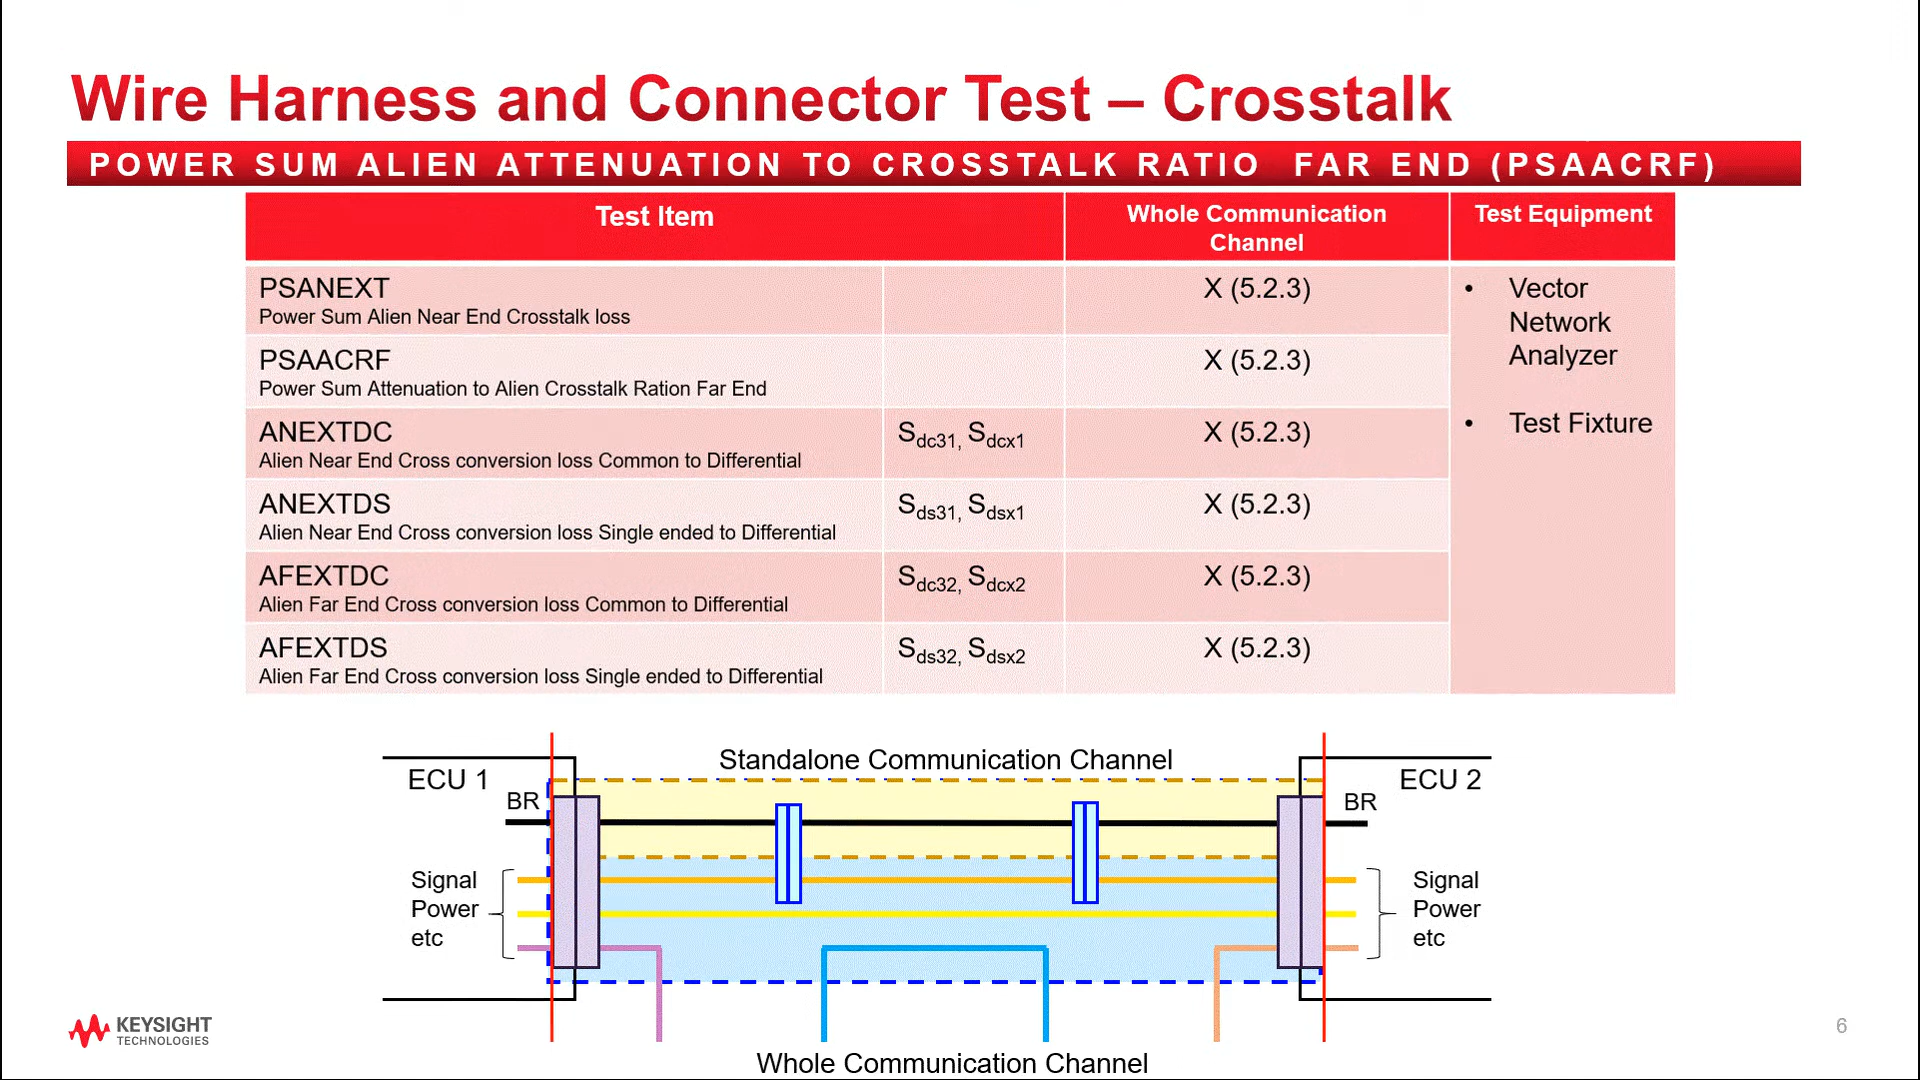 Wire Harness and Connector Test – Crosstalk
POWER SUM ALIEN ATTENUATION TO CROSSTALK RATIO FAR END (PSAACRF)
Test Item
Whole Communication
Channel
Test Equipment
PSANEXT
Power Sum Alien Near End Crosstalk loss
X (5.2.3)
PSAACRF
Power Sum Attenuation to Alien Crosstalk Ration Far End
X (5.2.3)
ANEXTDC
Alien Near End Cross conversion loss Common to Differential
Sdc31, Sdcx1
X (5.2.3)
ANEXTDS
Alien Near End Cross conversion loss Single ended to Differential
Sds31, Sdsx1
X (5.2.3)
AFEXTDC
Alien Far End Cross conversion loss Common to Differential
Sdc32, Sdcx2
X (5.2.3)
AFEXTDS
Alien Far End Cross conversion loss Single ended to Differential
Sds32, Sdsx2
X (5.2.3)
• Vector
Network
Analyzer
• Test Fixture
Standalone Communication Channel
ECU 1
BR
Signal
Power
etc
ECU 2
BR
Signal
Power
etc
Whole Communication Channel
KEYSIGHT
TECHNOLOGIES
6